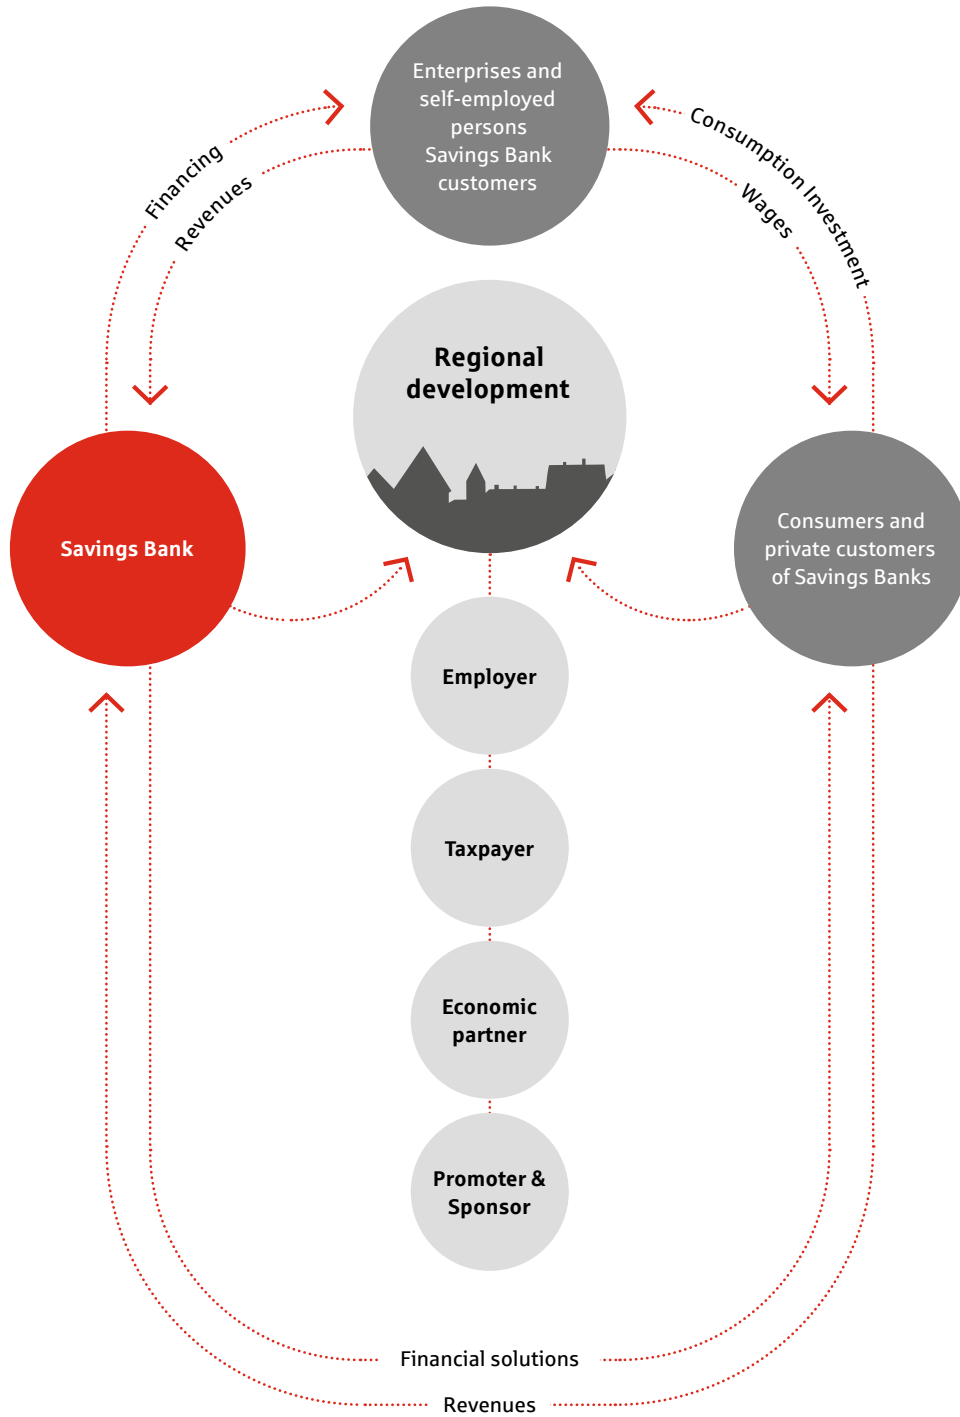 Enterprises and
self-employed
persons
Savings Bank
customers
Financing
Revenues
Consumption Investment
Wages
Regional
development
Savings Bank
Consumers and
private customers
of Savings Banks
Employer
Taxpayer
Economic
partner
Promoter &
Sponsor
Financial solutions
Revenues